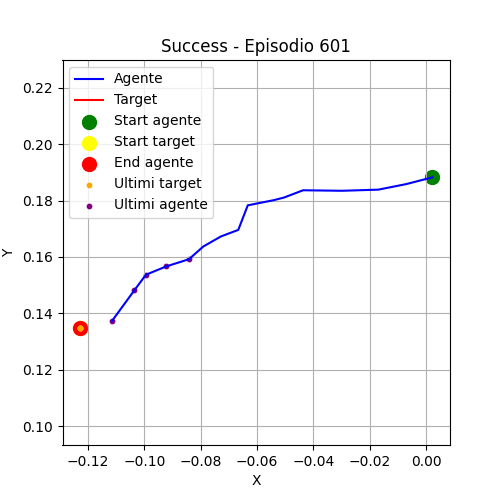 Success - Episodio 601
Agente
Target
Start agente
Start target
End agente
Ultimi target
Ultimi agente
0.22
0.20
0.18
0.16
0.14
0.12
0.10
Y
−0.12 −0.10 −0.08 −0.06 −0.04 −0.02 0.00
X